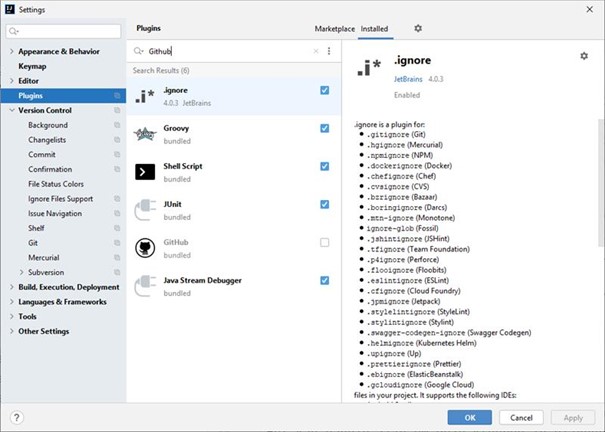 Settings
Appearance & Behavior
Keymap
Editor
Plugins
Version Control
Background
Changelists
Commit
Confirmation
File Status Colors
Ignore Files Support
Issue Navigation
Shelf
Git
Mercurial
Subversion
Build, Execution, Deployment
Languages & Frameworks
Tools
Other Settings
?
Plugins
Marketplace
Installed
Github
Search Results (6)
.i*
.ignore
4.0.3 JetBrains
Groovy
bundled
Shell Script
bundled
JUnit
bundled
GitHub
bundled
Java Stream Debugger
bundled
.i*
.ignore
JetBrains 4.0.3
Enabled
.ignore is a plugin for:
• .gitignore (Git)
• .hgignore (Mercurial)
• .npmignore (NPM)
• .dockerignore (Docker)
• .chefignore (Chef)
• .cvsignore (CVS)
• .bzrignore (Bazaar)
• .boringignore (Darcs)
• .mtn-ignore (Monotone)
• ignore-glob (Fossil)
• .jshintignore (JSHint)
• .tfignore (Team Foundation)
• .p4ignore (Perforce)
• .flooignore (Floobits)
• .eslintignore (ESLint)
• .cfignore (Cloud Foundry)
• .jpmignore (Jetpack)
• .stylelintignore (StyleLint)
• .stylintignore (Stylint)
• .swagger-codegen-ignore (Swagger Codegen)
• .helmignore (Kubernetes Helm)
• .upignore (Up)
• .prettierignore (Prettier)
• .ebignore (ElasticBeanstalk)
• .gcloudignore (Google Cloud)
files in your project. It supports the following IDEs:
OK
Cancel
Apply